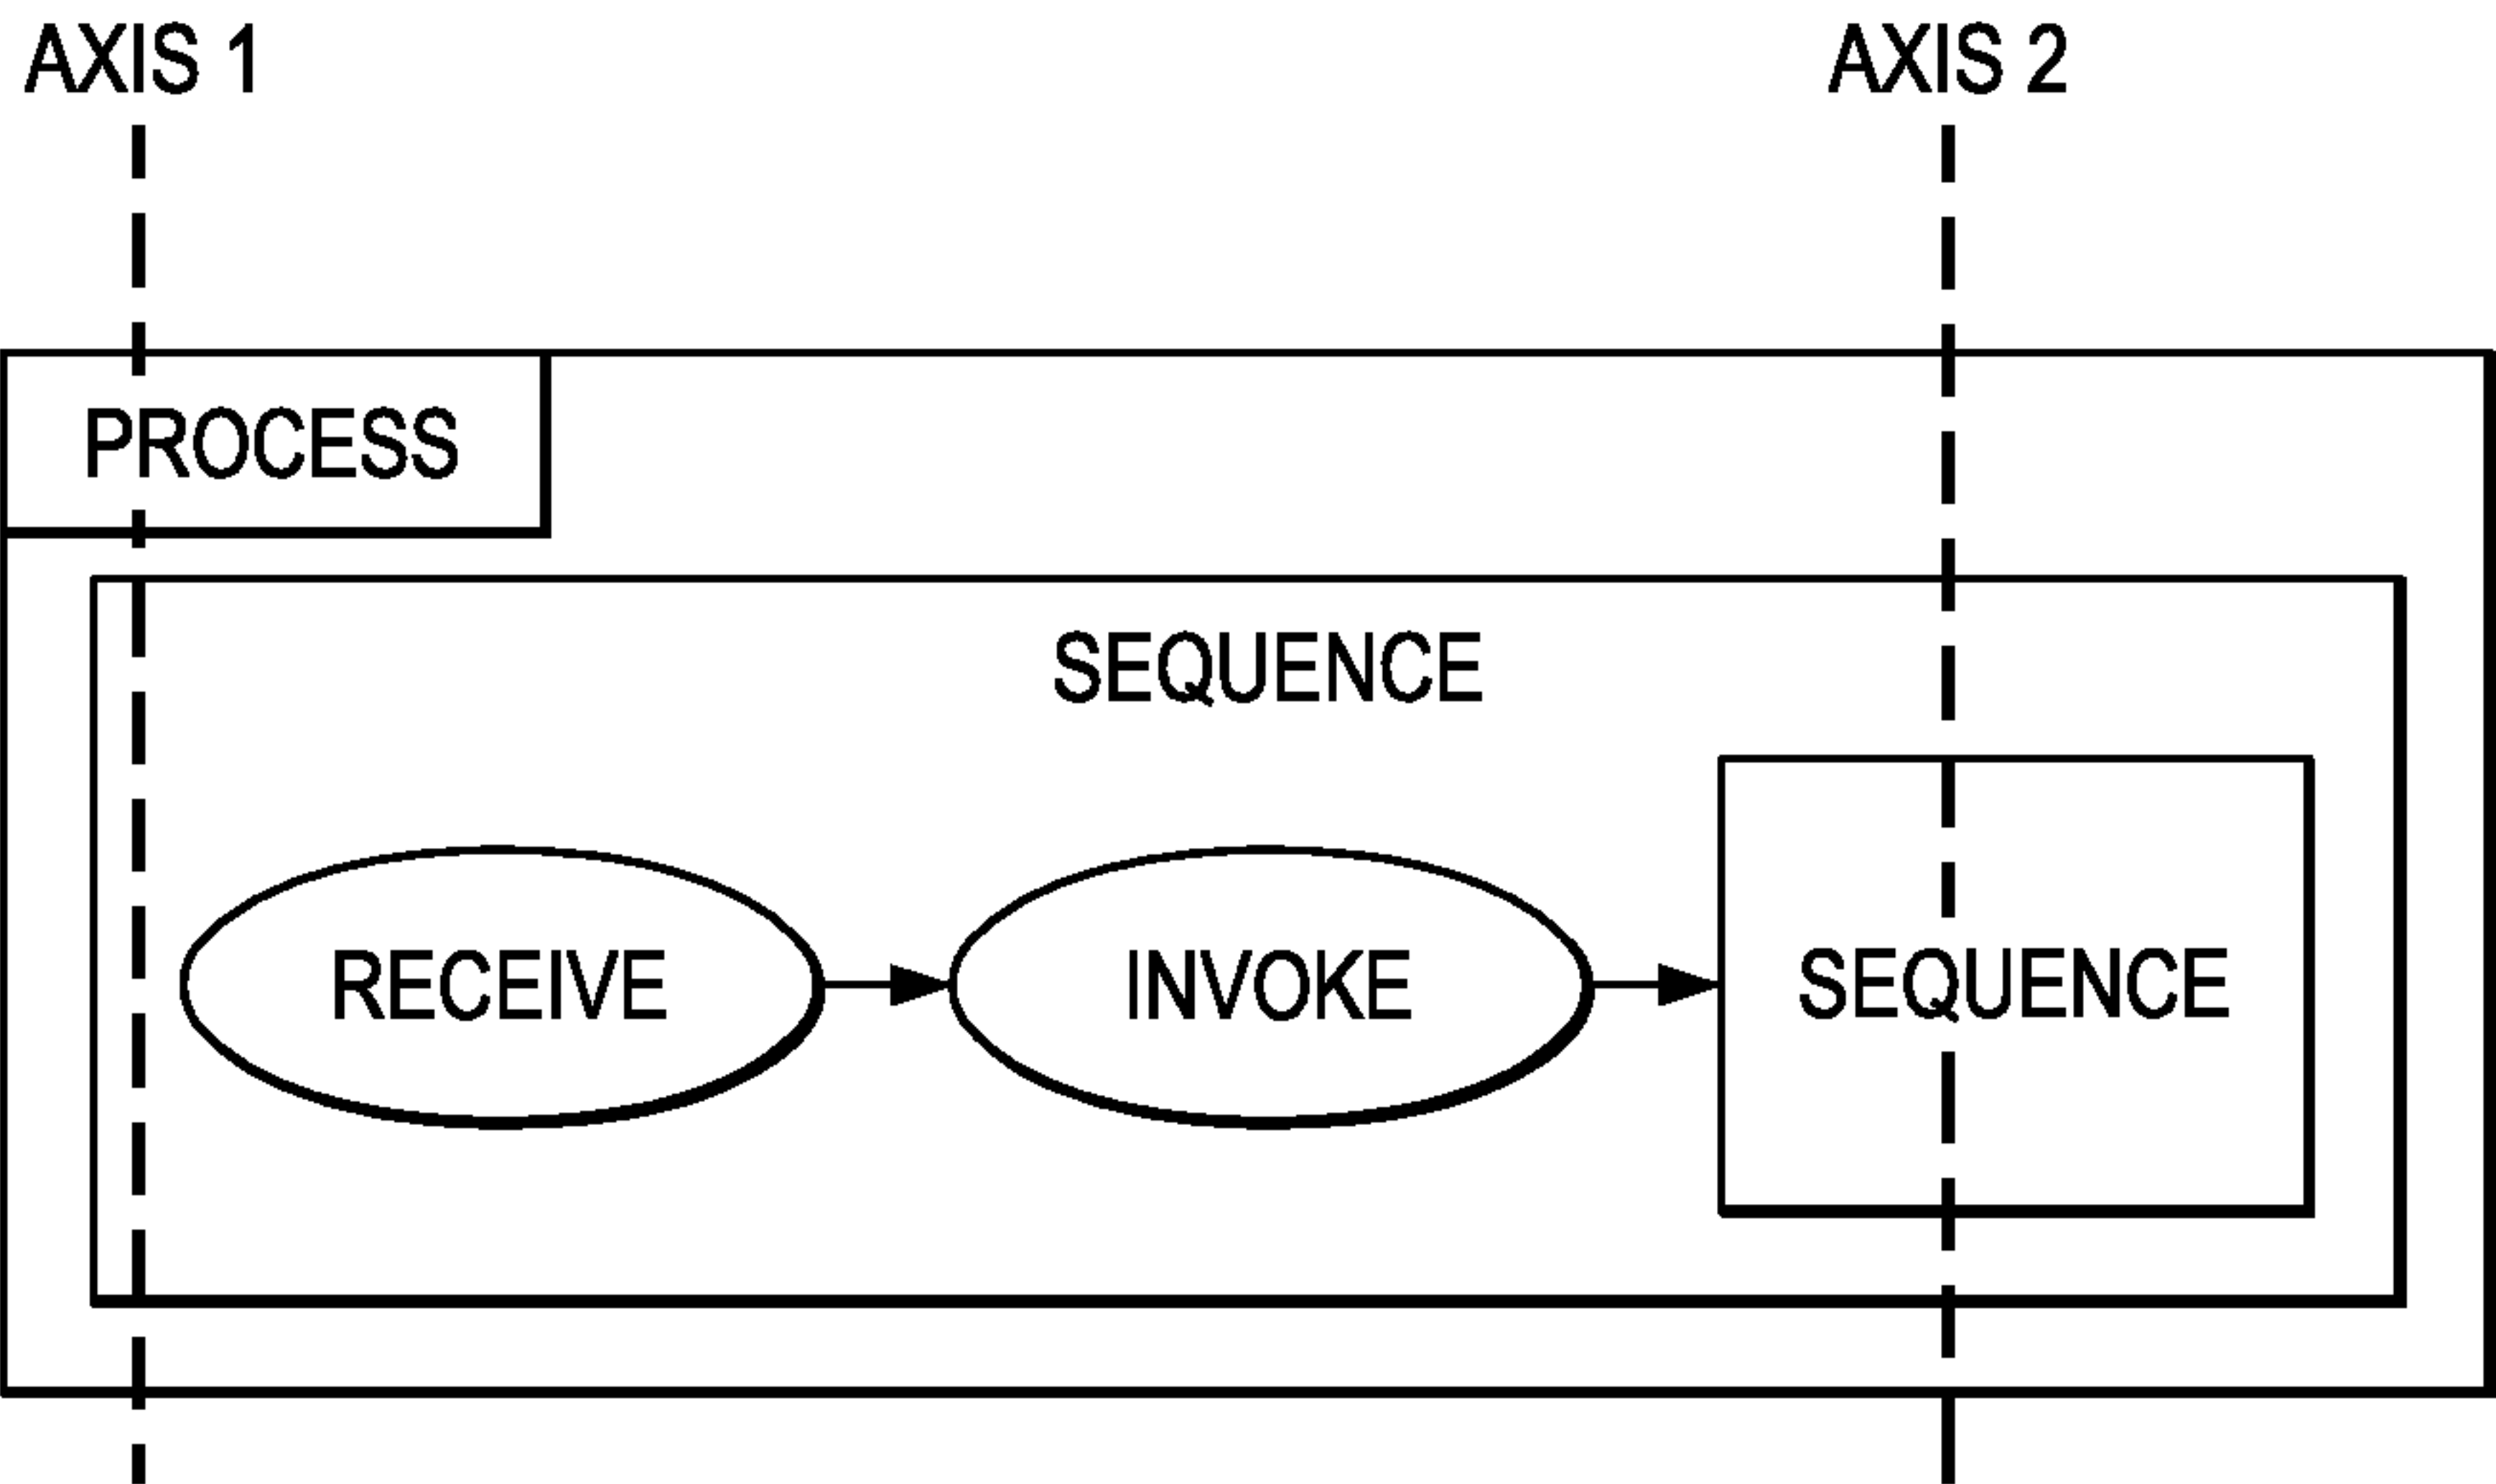 AXIS 1
AXIS 2
PROCESS
SEQUENCE
RECEIVE
INVOKE
SEQUENCE